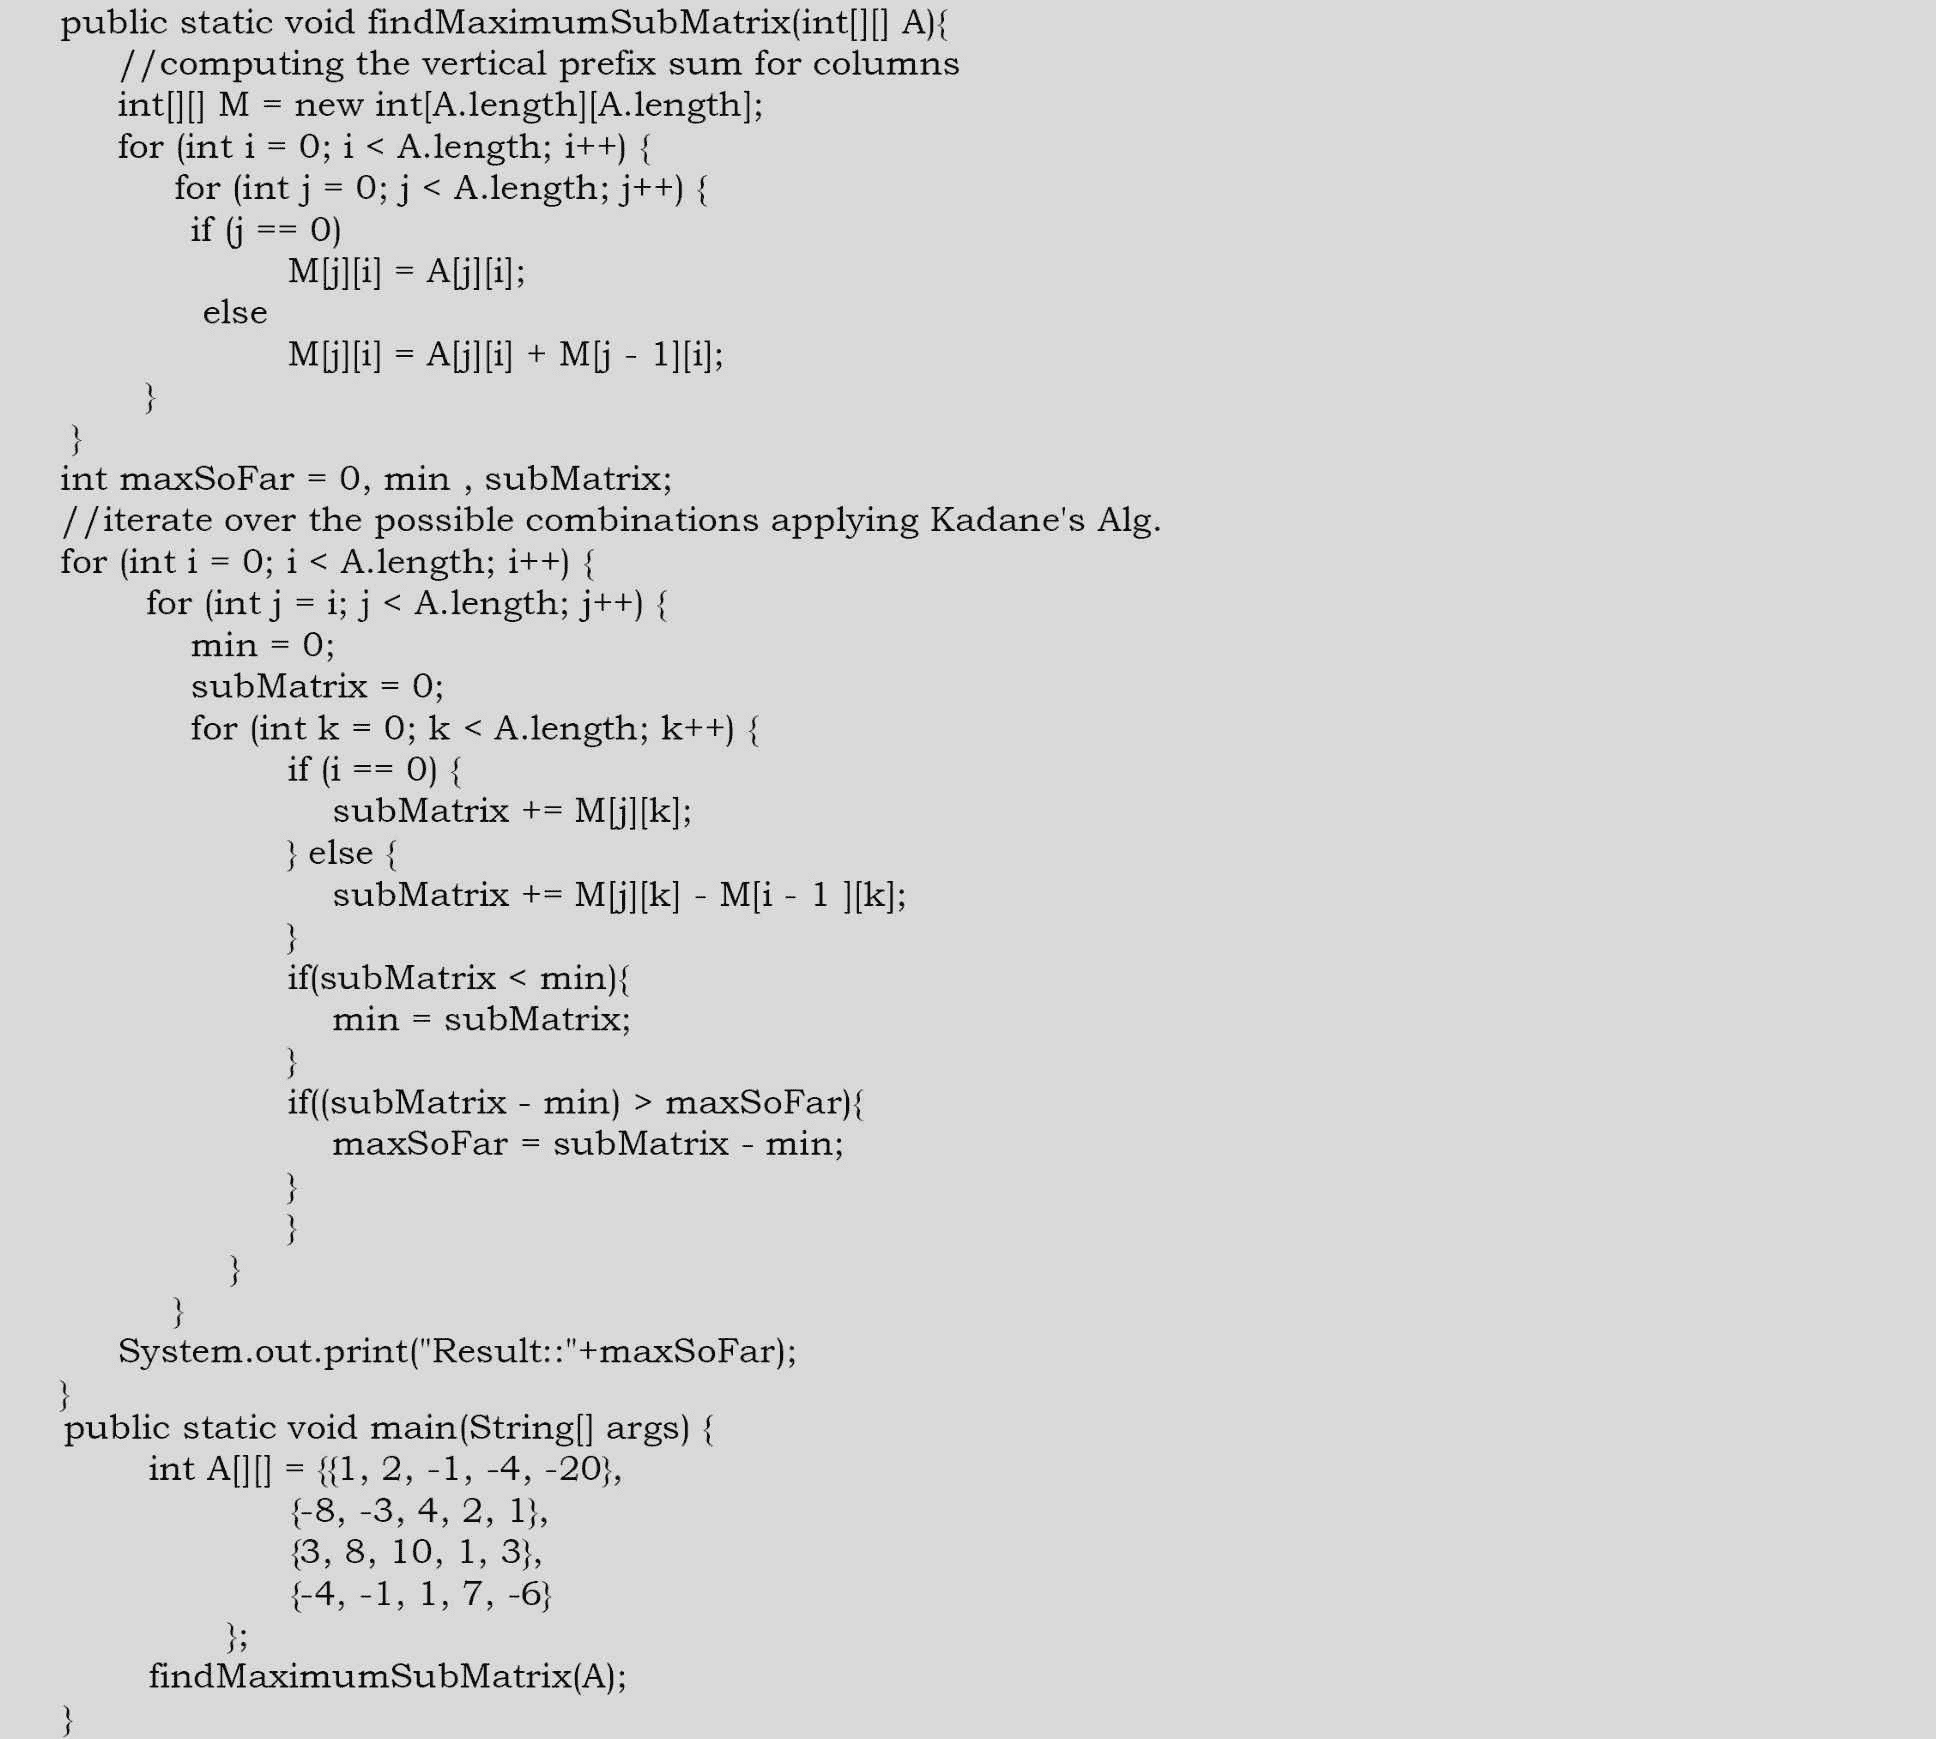 public static void findMaximumSubMatrix(int[][] A){
//computing the vertical prefix sum for columns
int[][] M = new int[A.length][A.length];
for (int i = 0; i < A.length; i++) {
for (int j = 0; j < A.length; j++) {
if (j == 0)
M[j][i] = A[j][i];
else
M[j][i] = A[j][i] + M[j - 1][i];
}
}
int maxSoFar = 0, min , subMatrix;
//iterate over the possible combinations applying Kadane's Alg.
for (int i = 0; i < A.length; i++) {
for (int j = i; j < A.length; j++) {
min = 0;
subMatrix = 0;
for (int k = 0; k < A.length; k++) {
if (i == 0) {
subMatrix += M[j][k];
} else {
subMatrix += M[j][k] - M[i - 1 ][k];
}
if(subMatrix < min){
min = subMatrix;
}
if((subMatrix - min) > maxSoFar){
maxSoFar = subMatrix - min;
}
}
}
}
System.out.print("Result::"+maxSoFar);
}
public static void main(String[] args) {
int A[][] = {{1, 2, -1, -4, -20},
{-8, -3, 4, 2, 1},
{3, 8, 10, 1, 3},
{-4, -1, 1, 7, -6}
};
findMaximumSubMatrix(A);
}